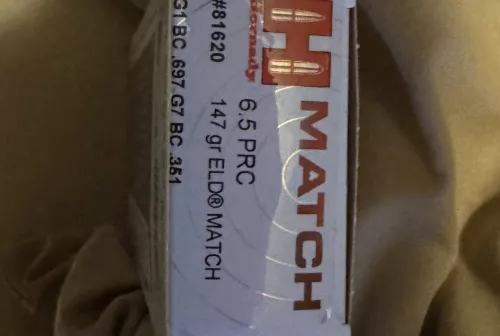 Hornady
MATCH
#81620
6.5 PRC
147 gr ELD® MATCH
G1 BC .697 G7 BC .351